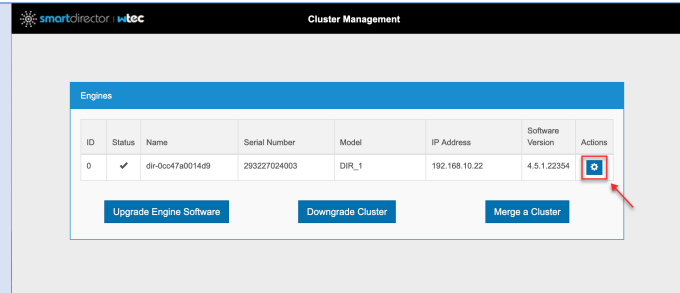 smartdirector | wtec
Cluster Management
Engines
ID Status Name Serial Number Model IP Address Software Version Actions
0 dir-0cc47a0014d9 293227024003 DIR_1 192.168.10.22 4.5.1.22354
Upgrade Engine Software Downgrade Cluster Merge a Cluster